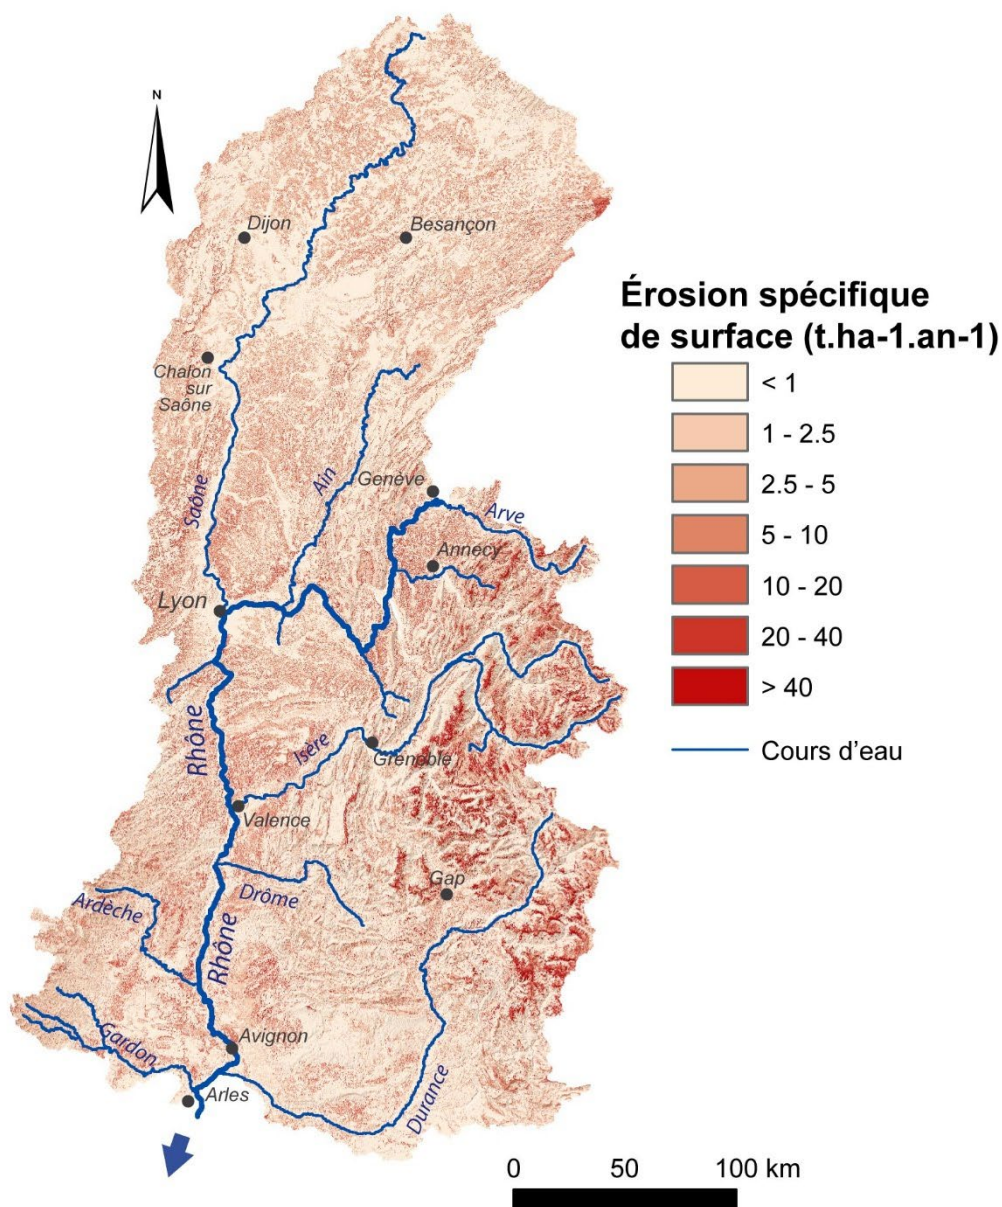 N
Dijon
Besançon
Érosion spécifique
de surface (t.ha-1.an-1)
< 1
1 - 2.5
2.5 - 5
5 - 10
10 - 20
20 - 40
> 40
Cours d'eau
Chalon
sur
Saône
Saône
Ain
Genève
Arve
Annecy
Lyon
Rhône
Isère
Grenoble
Valence
Gap
Drôme
Ardèche
Rhône
Avignon
Gardon
Arles
Durance
0 50 100 km